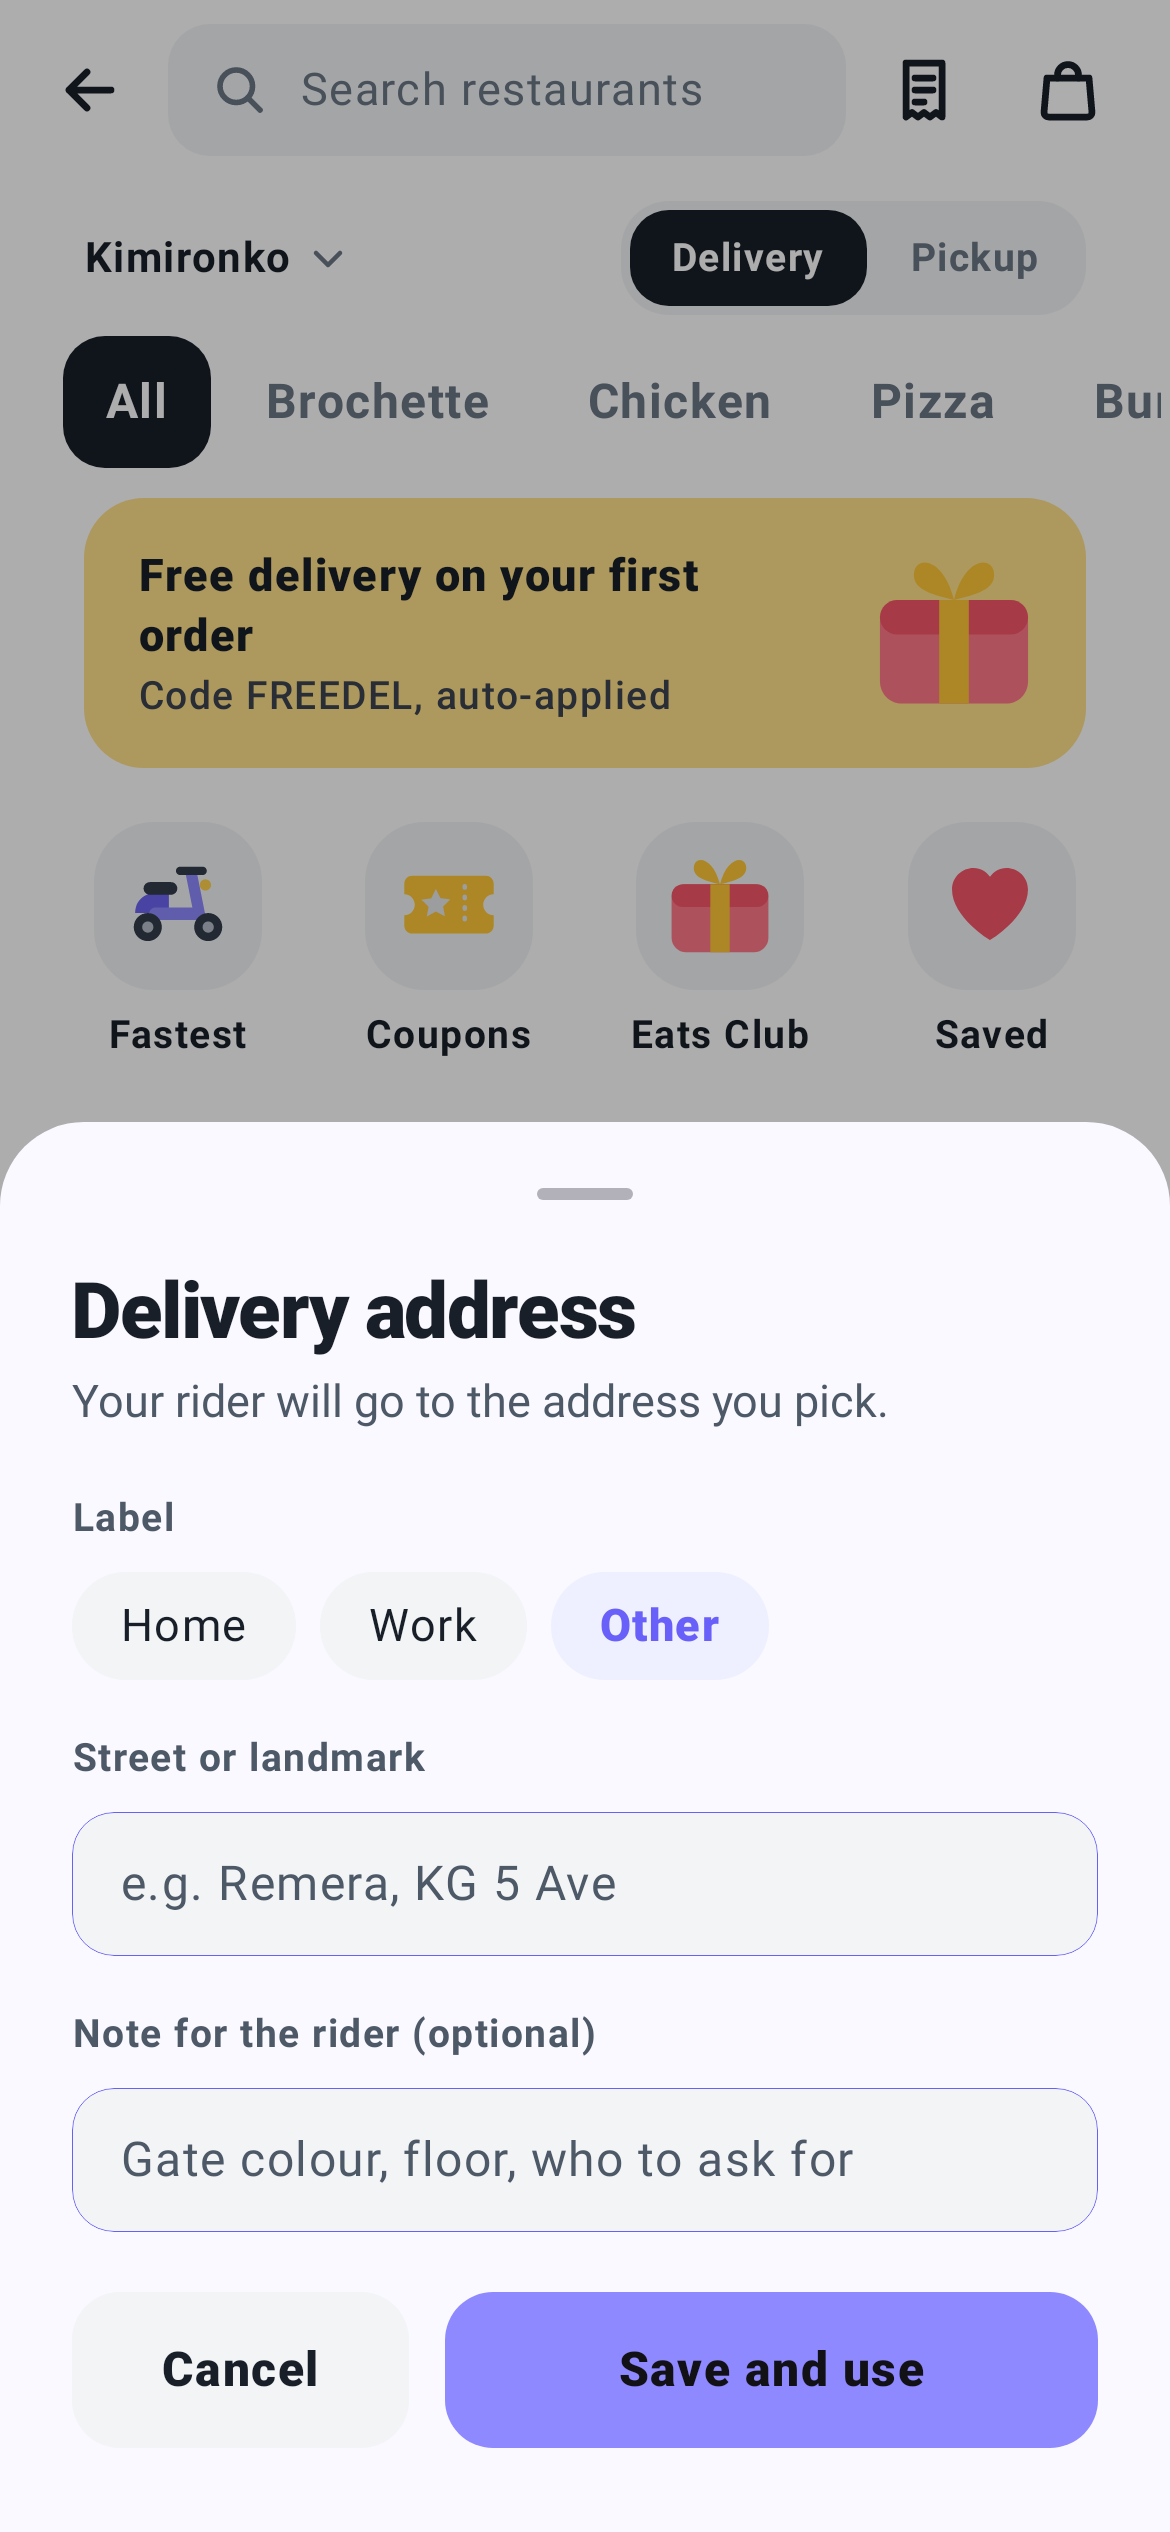 Search restaurants
Kimironko
Delivery
Pickup
All
Brochette
Chicken
Pizza
Free delivery on your first
order
Code FREEDEL, auto-applied
Fastest
Coupons
Eats Club
Saved
Delivery address
Your rider will go to the address you pick.
Label
Home
Work
Other
Street or landmark
e.g. Remera, KG 5 Ave
Note for the rider (optional)
Gate colour, floor, who to ask for
Cancel
Save and use